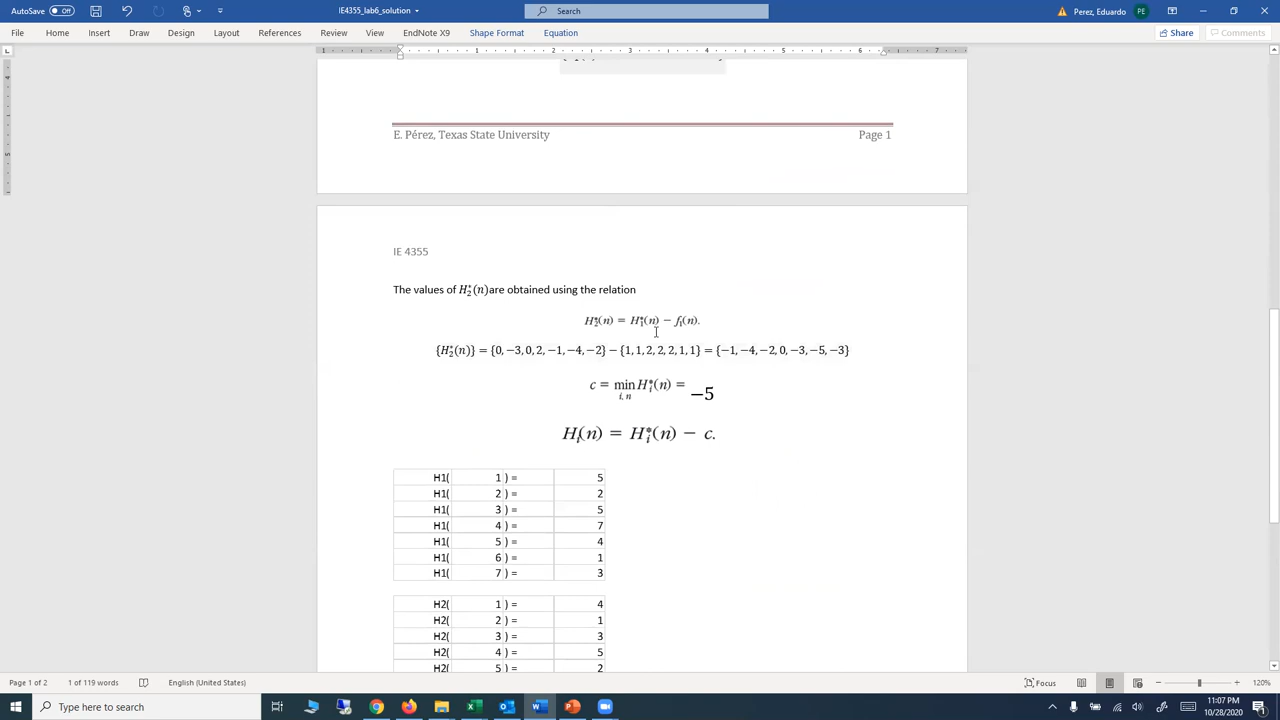 AutoSave Off IE4355_lab6_solution Search Perez, Eduardo
File Home Insert Draw Design Layout References Review View EndNote X9 Shape Format Equation Share Comments
E. Pérez, Texas State University Page 1
IE 4355
The values of H₂*(n)are obtained using the relation
H₂*(n) = H₁*(n) − f₁(n).
{H₂*(n)} = {0, −3, 0, 2, −1, −4, −2} − {1, 1, 2, 2, 2, 1, 1} = {−1, −4, −2, 0, −3, −5, −3}
c = min Hᵢ*(n) = −5
i, n
Hᵢ(n) = Hᵢ*(n) − c.
H1( 1 ) = 5
H1( 2 ) = 2
H1( 3 ) = 5
H1( 4 ) = 7
H1( 5 ) = 4
H1( 6 ) = 1
H1( 7 ) = 3
H2( 1 ) = 4
H2( 2 ) = 1
H2( 3 ) = 3
H2( 4 ) = 5
H2( 5 ) = 2
Page 1 of 2 1 of 119 words English (United States) Focus 120%
Type here to search 11:07 PM
10/28/2020